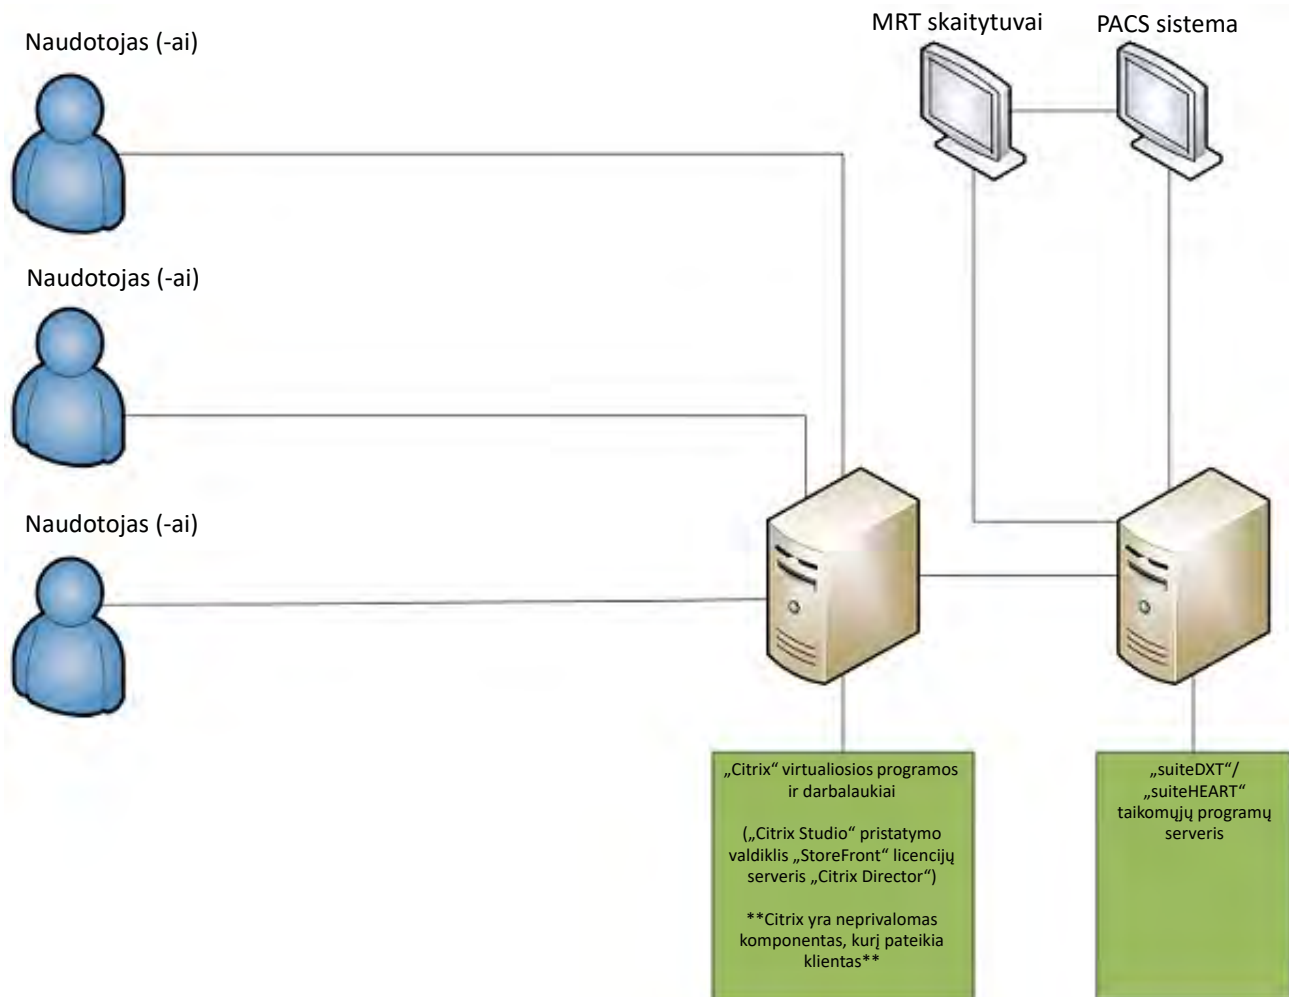 MRT skaitytuvai
PACS sistema
Naudotojas (-ai)
Naudotojas (-ai)
Naudotojas (-ai)
„Citrix“ virtualiosios programos
ir darbalaukiai
(„Citrix Studio“ pristatymo
valdiklis „StoreFront“ licencijų
serveris „Citrix Director“)
**Citrix yra neprivalomas
komponentas, kurį pateikia
klientas**
„suiteDXT“/
„suiteHEART“
taikomųjų programų
serveris